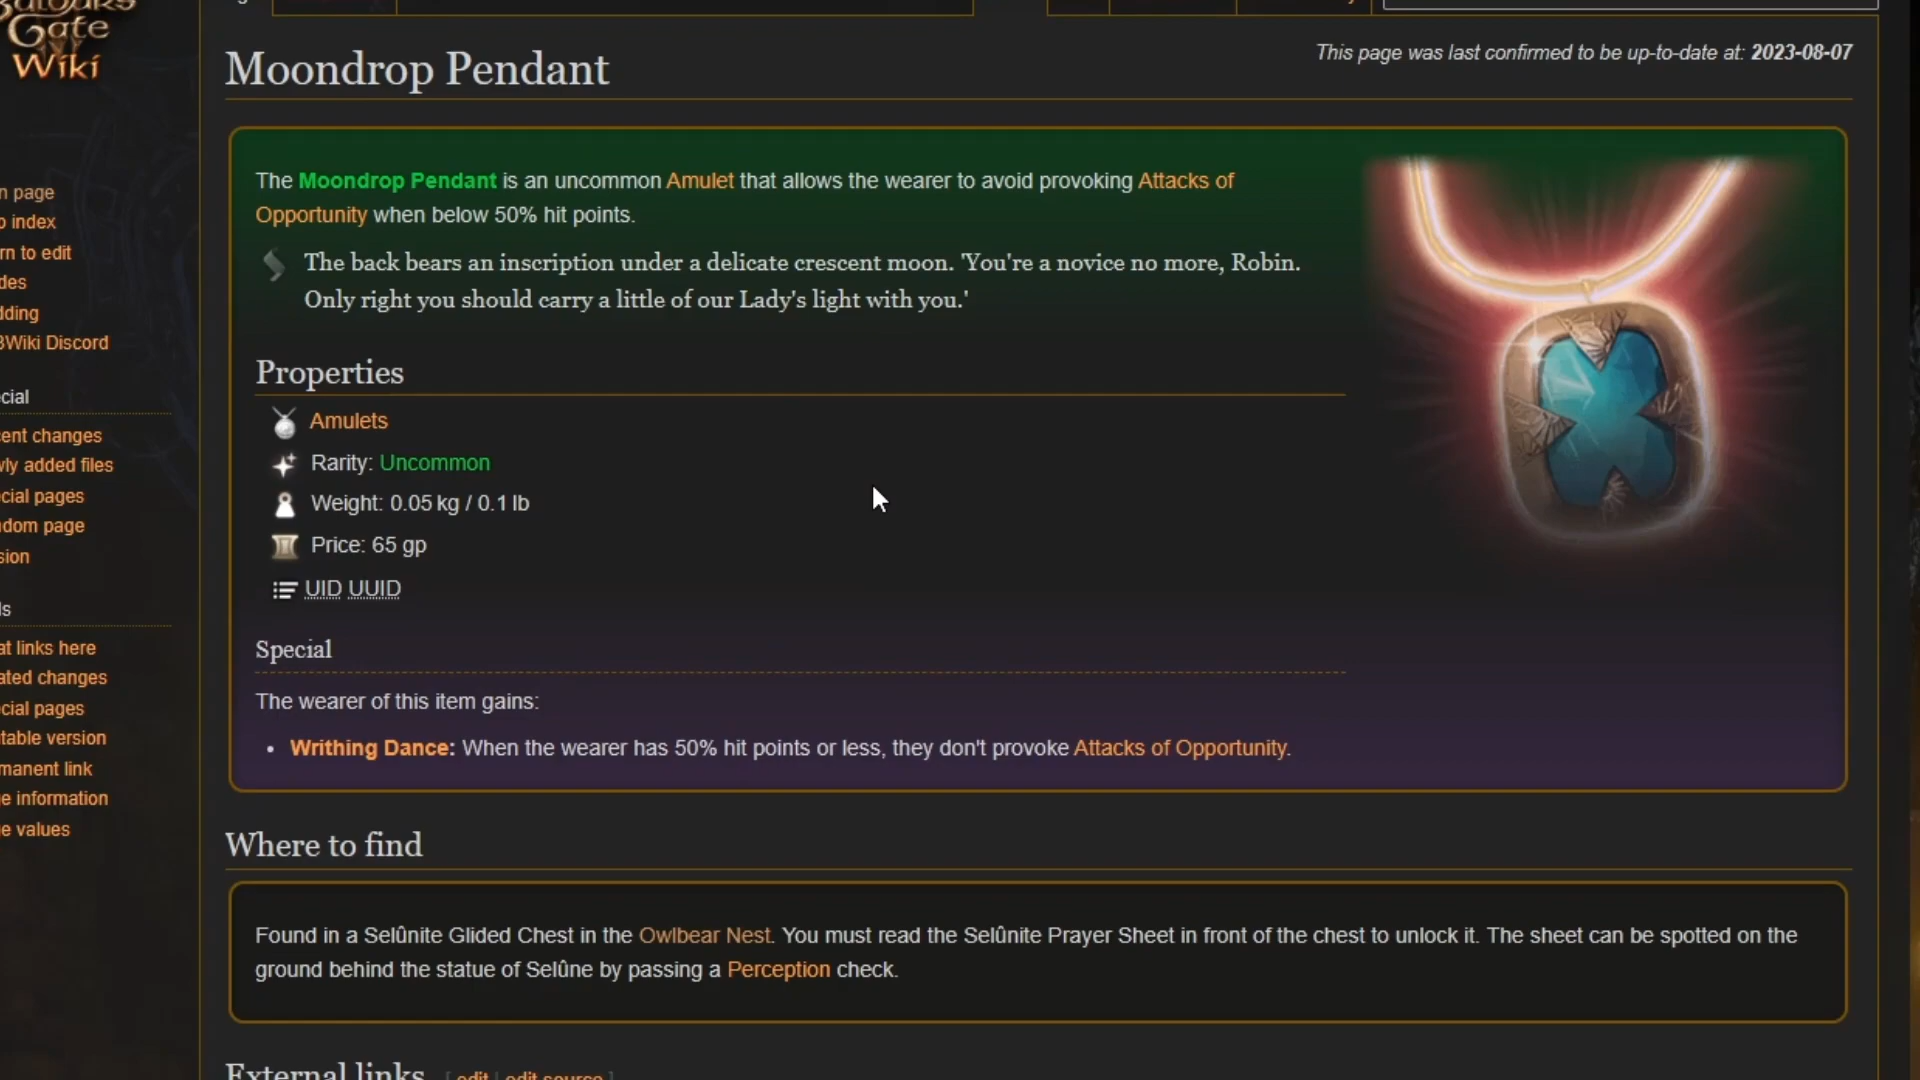 Gate
Wiki
This page was last confirmed to be up-to-date at: 2023-08-07
Moondrop Pendant
The Moondrop Pendant is an uncommon Amulet that allows the wearer to avoid provoking Attacks of
Opportunity when below 50% hit points.
The back bears an inscription under a delicate crescent moon. 'You're a novice no more, Robin.
Only right you should carry a little of our Lady's light with you.'
Properties
Amulets
Rarity: Uncommon
Weight: 0.05 kg / 0.1 lb
Price: 65 gp
UID UUID
Special
The wearer of this item gains:
• Writhing Dance: When the wearer has 50% hit points or less, they don't provoke Attacks of Opportunity.
Where to find
Found in a Selûnite Glided Chest in the Owlbear Nest. You must read the Selûnite Prayer Sheet in front of the chest to unlock it. The sheet can be spotted on the
ground behind the statue of Selûne by passing a Perception check.
External links [ edit | edit source ]
n page
o index
rn to edit
des
dding
3Wiki Discord
cial
ent changes
vly added files
cial pages
dom page
sion
ls
at links here
ated changes
cial pages
table version
manent link
e information
e values